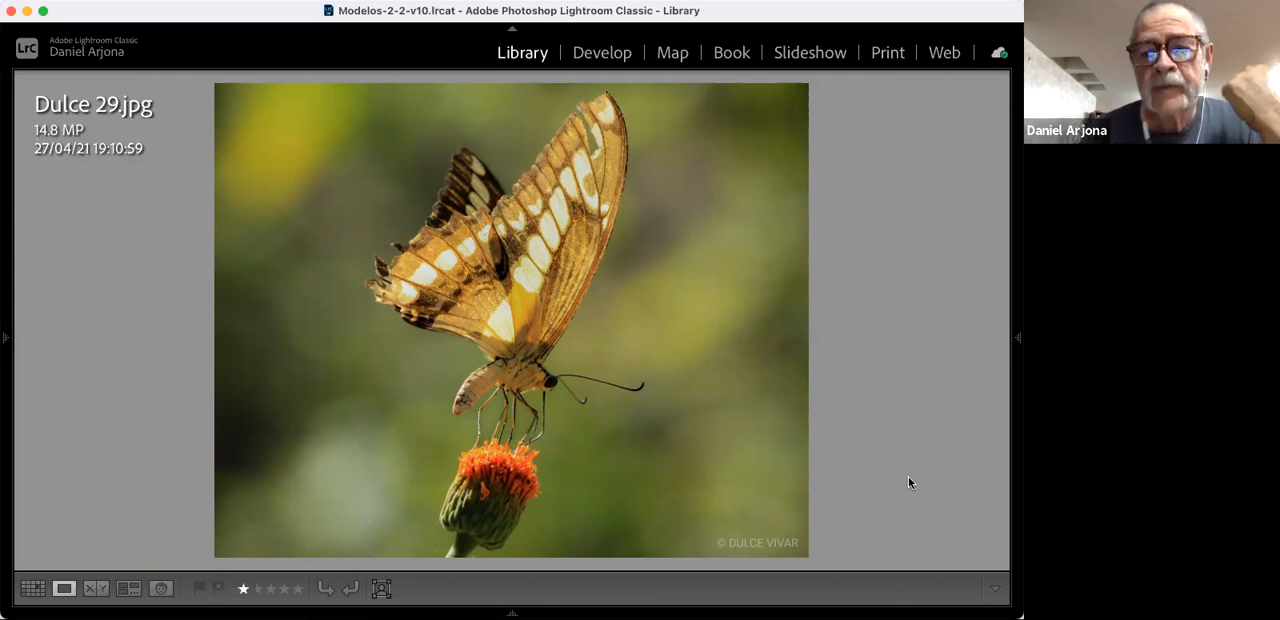 Modelos-2-2-v10.lrcat - Adobe Photoshop Lightroom Classic - Library
LrC
Adobe Lightroom Classic
Daniel Arjona
Library
Develop
Map
Book
Slideshow
Print
Web
Dulce 29.jpg
14.8 MP
27/04/21 19:10:59
© DULCE VIVAR
X Y
Daniel Arjona